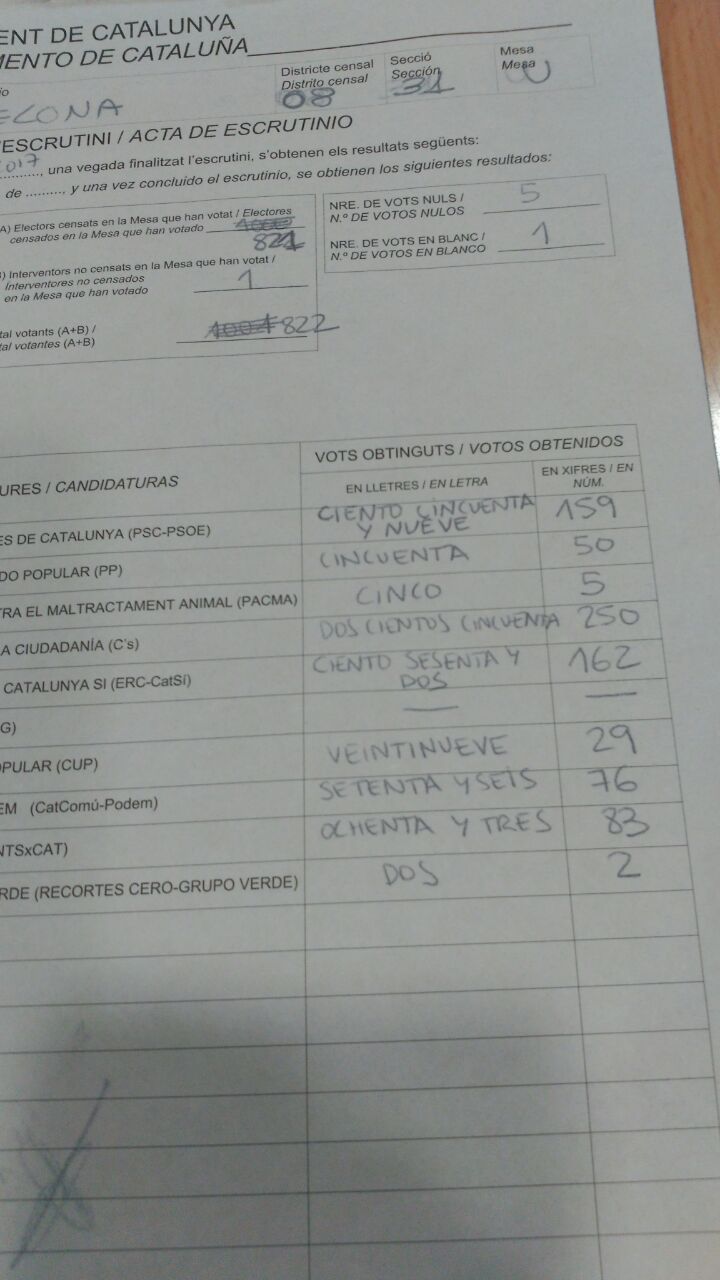 ENT DE CATALUNYA
MENTO DE CATALUÑA
Districte censal
Distrito censal
08
Secció
Sección
31
Mesa
Mesa
U
ELONA
ESCRUTINI / ACTA DE ESCRUTINIO
2017, una vegada finalitzat l'escrutini, s'obtenen els resultats següents:
de ........, y una vez concluido el escrutinio, se obtienen los siguientes resultados:
A) Electors censats en la Mesa que han votat / Electores
censados en la Mesa que han votado
821
) Interventors no censats en la Mesa que han votat /
Interventores no censados
en la Mesa que han votado
1
tal votants (A+B) /
tal votantes (A+B)
1001 822
NRE. DE VOTS NULS /
N.º DE VOTOS NULOS
5
NRE. DE VOTS EN BLANC /
N.º DE VOTOS EN BLANCO
1
URES / CANDIDATURAS
VOTS OBTINGUTS / VOTOS OBTENIDOS
EN LLETRES / EN LETRA
EN XIFRES / EN
NÚM.
ES DE CATALUNYA (PSC-PSOE)
CIENTO CINCUENTA
Y NUEVE
159
DO POPULAR (PP)
CINCUENTA
50
TRA EL MALTRACTAMENT ANIMAL (PACMA)
CINCO
5
A CIUDADANÍA (C's)
DOSCIENTOS CINCUENTA
250
CATALUNYA SI (ERC-CatSí)
CIENTO SESENTA Y
DOS
162
G)
—
—
OPULAR (CUP)
VEINTINUEVE
29
EM (CatComú-Podem)
SETENTA Y SEIS
76
NTSxCAT)
OCHENTA Y TRES
83
RDE (RECORTES CERO-GRUPO VERDE)
DOS
2